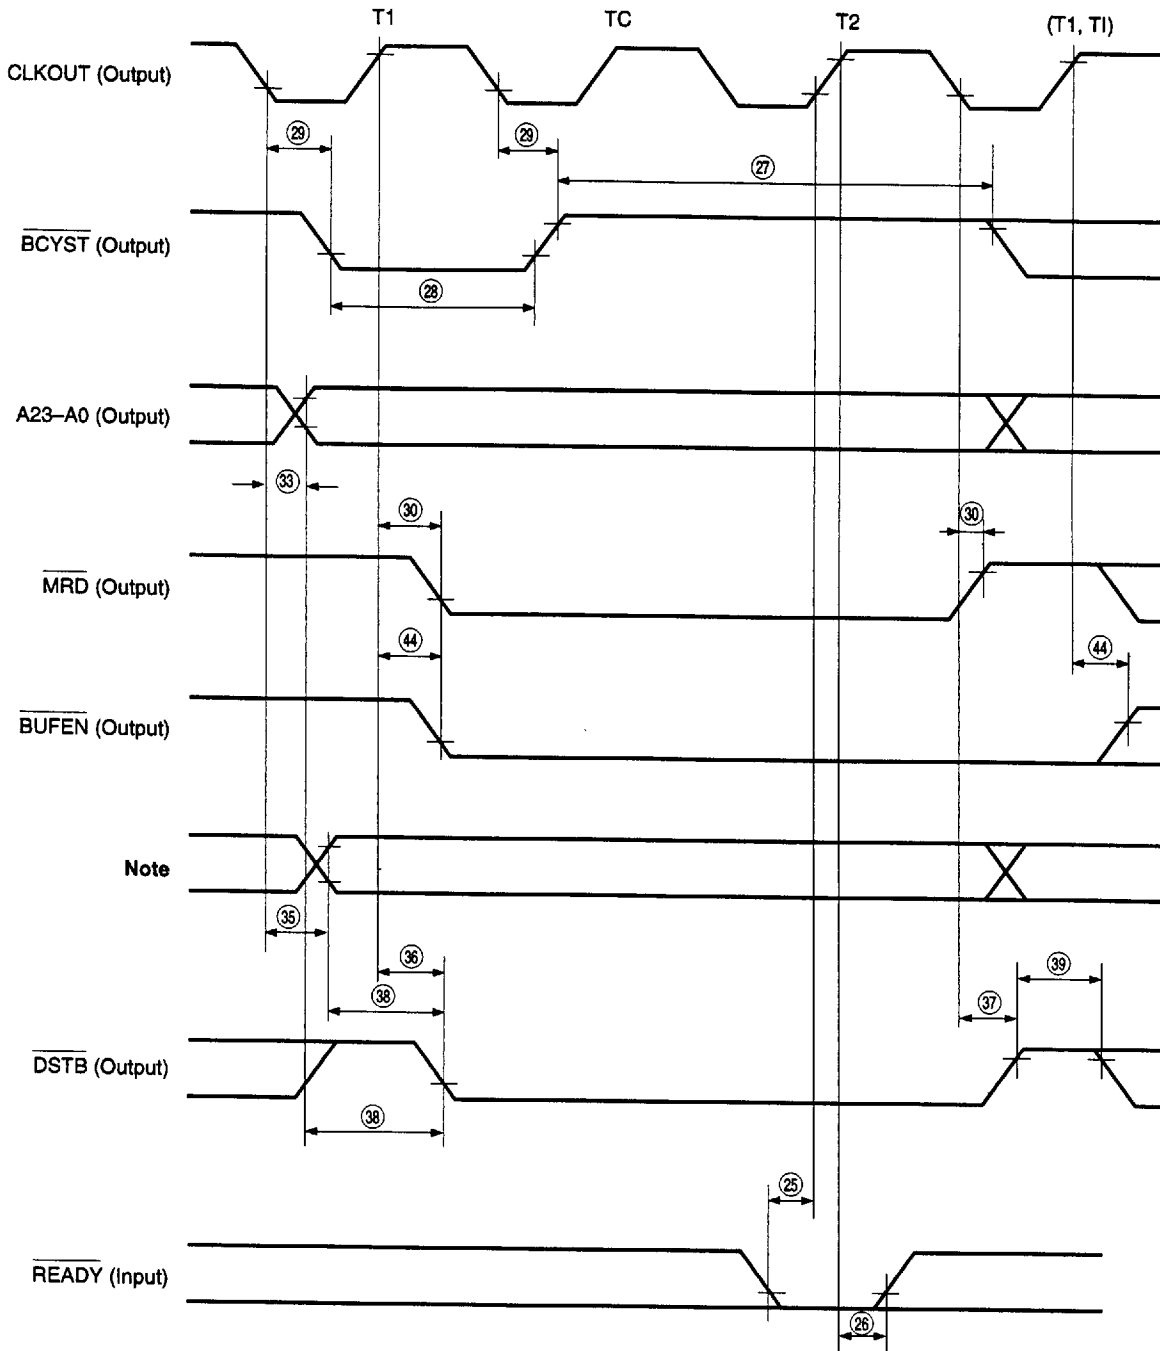 T1 TC T2 (T1, TI)
CLKOUT (Output)
29 29
27
BCYST (Output)
28
A23–A0 (Output)
33
30 30
MRD (Output)
44 44
BUFEN (Output)
Note
35
36 39
38 37
DSTB (Output)
38
25
READY (Input)
26